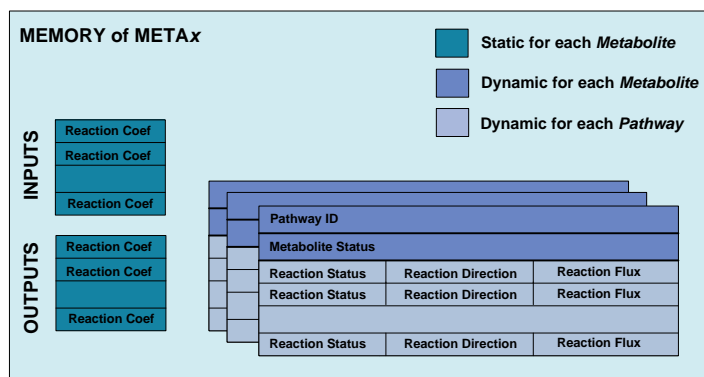 MEMORY of METAx
Static for each Metabolite
Dynamic for each Metabolite
Dynamic for each Pathway
INPUTS
Reaction Coef
Reaction Coef
Reaction Coef
OUTPUTS
Reaction Coef
Reaction Coef
Reaction Coef
Pathway ID
Metabolite Status
Reaction Status Reaction Direction Reaction Flux
Reaction Status Reaction Direction Reaction Flux
Reaction Status Reaction Direction Reaction Flux